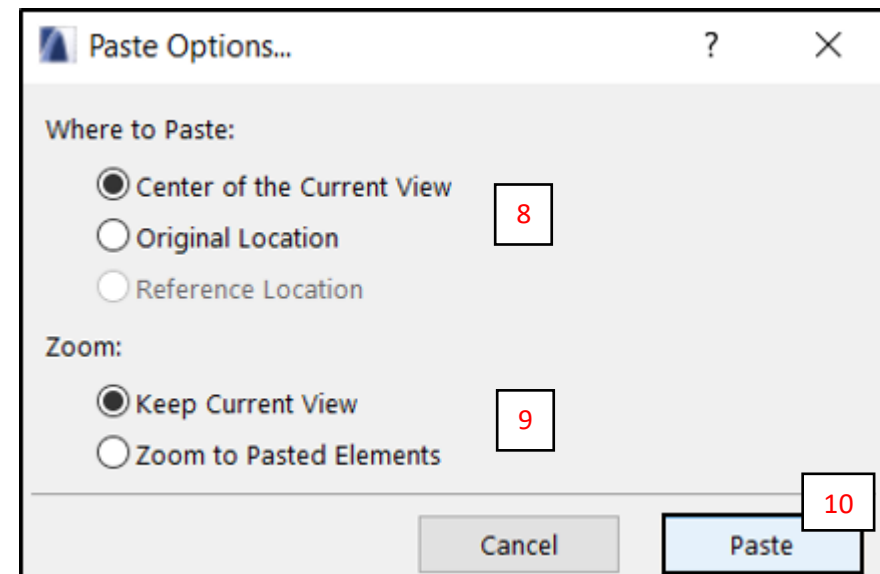 Paste Options... ?
Where to Paste:
Center of the Current View
8
Original Location
Reference Location
Zoom:
Keep Current View
9
Zoom to Pasted Elements
10
Cancel Paste